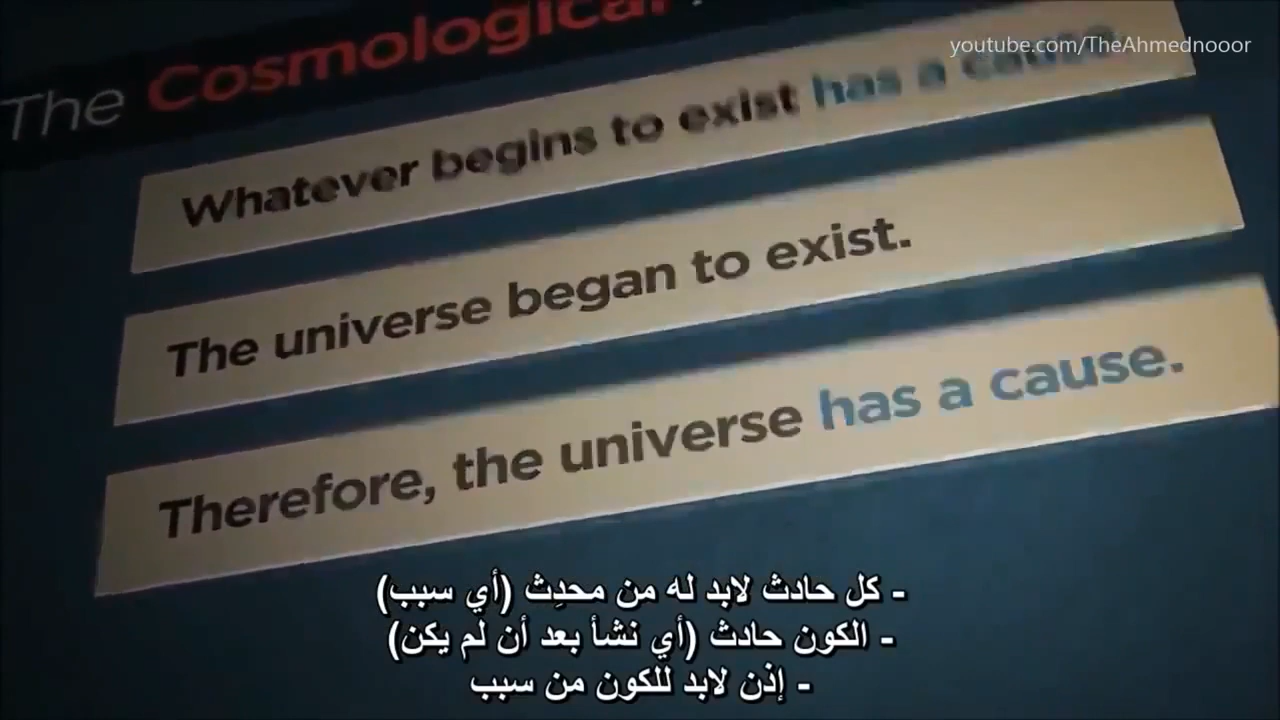 youtube.com/TheAhmednooor
The Cosmological
Whatever begins to exist has a cause.
The universe began to exist.
Therefore, the universe has a cause.
- كل حادث لابد له من محدِث (أي سبب)
- الكون حادث (أي نشأ بعد أن لم يكن)
- إذن لابد للكون من سبب